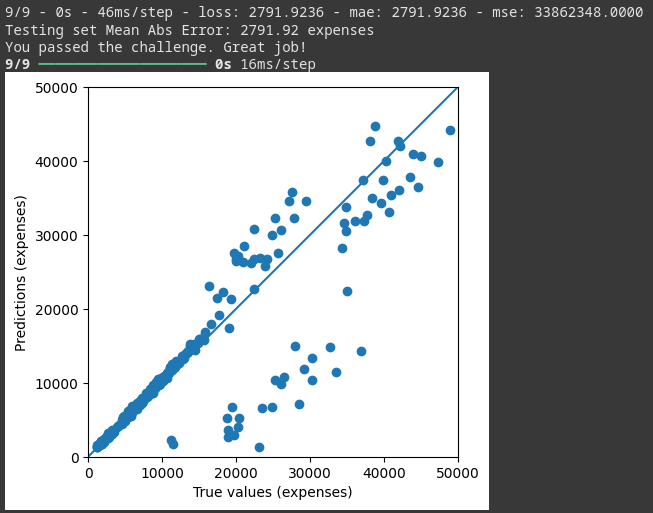 9/9 - 0s - 46ms/step - loss: 2791.9236 - mae: 2791.9236 - mse: 33862348.0000
Testing set Mean Abs Error: 2791.92 expenses
You passed the challenge. Great job!
9/9 ━━━━━━━━━━━━━━━━━━━━ 0s 16ms/step
50000
40000
30000
20000
10000
0
Predictions (expenses)
0 10000 20000 30000 40000 50000
True values (expenses)